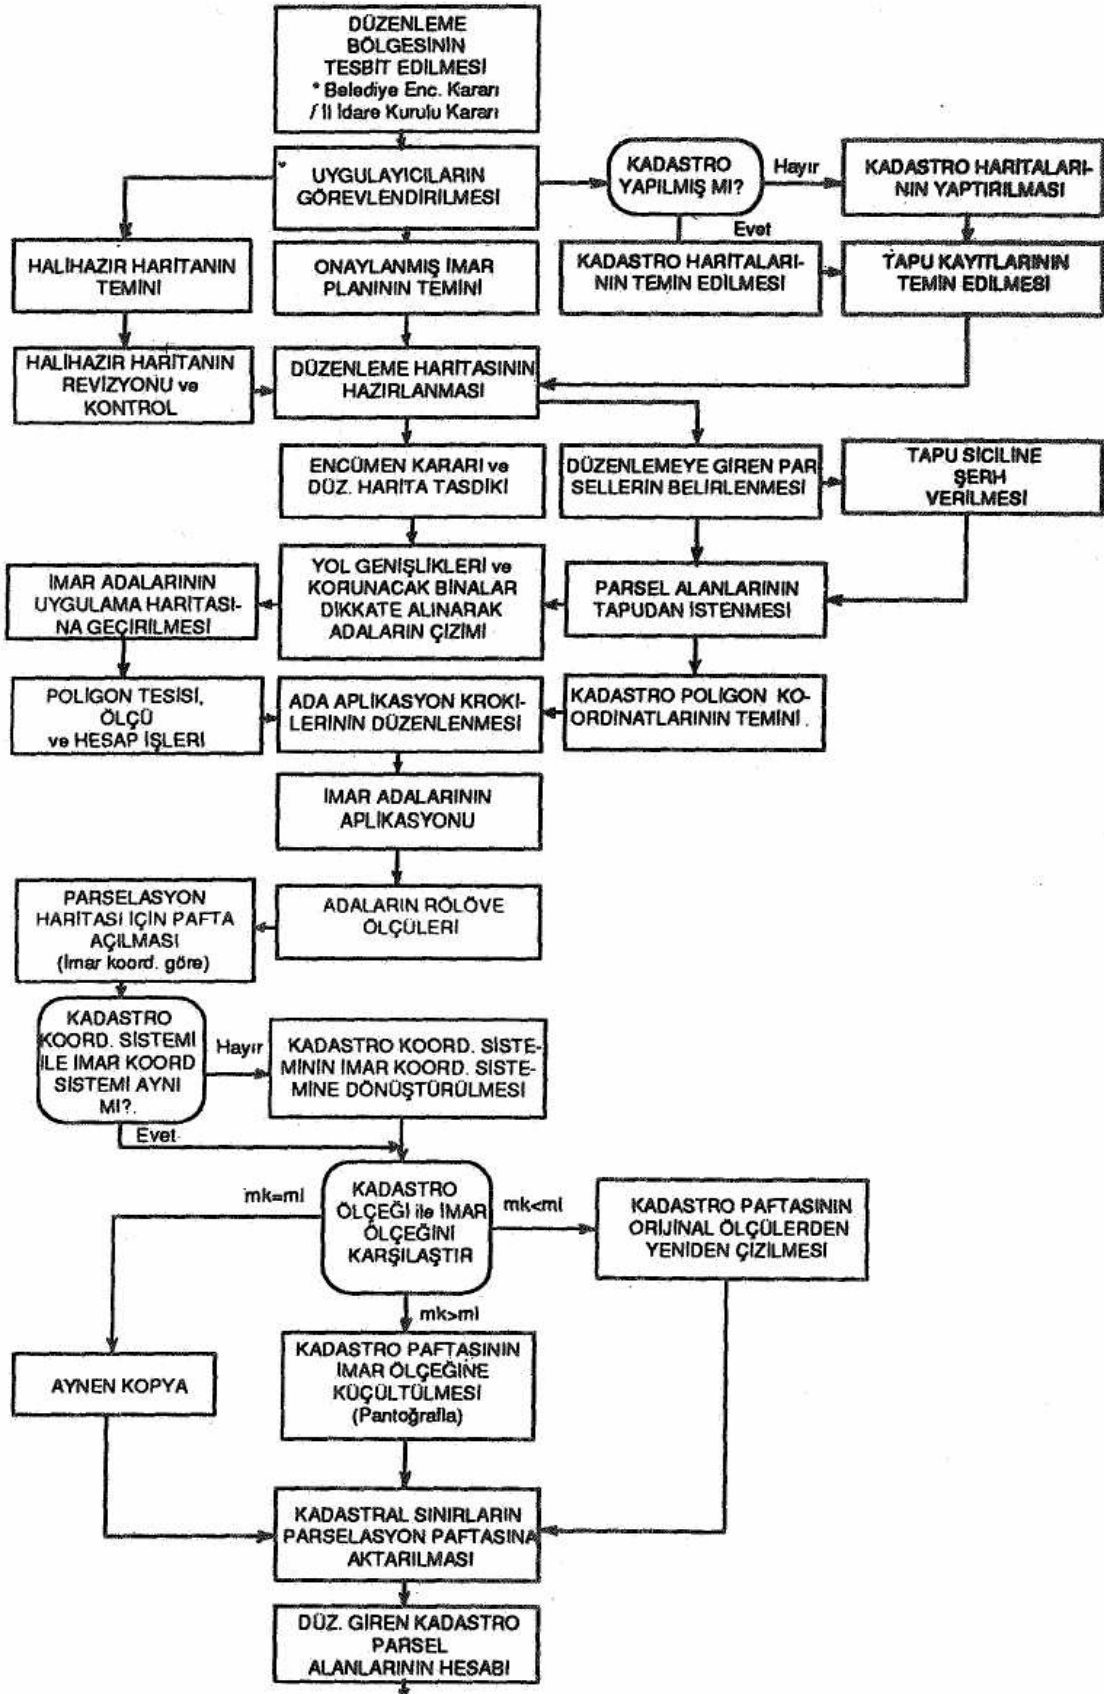 DÜZENLEME
BÖLGESİNİN
TESBİT EDİLMESİ
* Belediye Enc. Kararı
/ İl İdare Kurulu Kararı
UYGULAYICILARIN
GÖREVLENDİRİLMESİ
KADASTRO
YAPILMIŞ MI?
Hayır
KADASTRO HARİTALARI-
NIN YAPTIRILMASI
Evet
HALİHAZIR HARİTANIN
TEMİNİ
ONAYLANMIŞ İMAR
PLANININ TEMİNİ
KADASTRO HARİTALARI-
NIN TEMİN EDİLMESİ
TAPU KAYITLARININ
TEMİN EDİLMESİ
HALİHAZIR HARİTANIN
REVİZYONU ve
KONTROL
DÜZENLEME HARİTASININ
HAZIRLANMASI
ENCÜMEN KARARI ve
DÜZ. HARİTA TASDİKİ
DÜZENLEMEYE GİREN PAR
SELLERİN BELİRLENMESİ
TAPU SİCİLİNE
ŞERH
VERİLMESİ
İMAR ADALARININ
UYGULAMA HARİTASI-
NA GEÇİRİLMESİ
YOL GENİŞLİKLERİ ve
KORUNACAK BİNALAR
DİKKATE ALINARAK
ADALARIN ÇİZİMİ
PARSEL ALANLARININ
TAPUDAN İSTENMESİ
POLİGON TESİSİ,
ÖLÇÜ
ve HESAP İŞLERİ
ADA APLİKASYON KROKİ-
LERİNİN DÜZENLENMESİ
KADASTRO POLİGON KO-
ORDİNATLARININ TEMİNİ .
İMAR ADALARININ
APLİKASYONU
PARSELASYON
HARİTASI İÇİN PAFTA
AÇILMASI
(İmar koord. göre)
ADALARIN RÖLÖVE
ÖLÇÜLERİ
KADASTRO
KOORD. SİSTEMİ
İLE İMAR KOORD
SİSTEMİ AYNI
MI?.
Hayır
KADASTRO KOORD. SİSTE-
MİNİN İMAR KOORD. SİSTE-
MİNE DÖNÜŞTÜRÜLMESİ
Evet
mk=mi
KADASTRO
ÖLÇEĞİ ile İMAR
ÖLÇEĞİNİ
KARŞILAŞTIR
mk<mi
KADASTRO PAFTASININ
ORİJİNAL ÖLÇÜLERDEN
YENİDEN ÇİZİLMESİ
mk>mi
AYNEN KOPYA
KADASTRO PAFTASININ
İMAR ÖLÇEĞİNE
KÜÇÜLTÜLMESİ
(Pantoğrafla)
KADASTRAL SINIRLARIN
PARSELASYON PAFTASINA
AKTARILMASI
DÜZ. GİREN KADASTRO
PARSEL
ALANLARININ HESABI